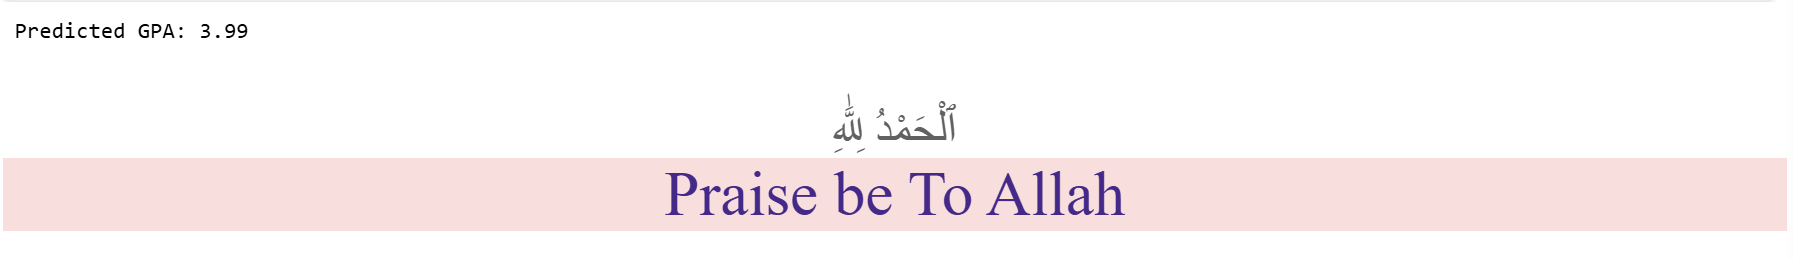 Predicted GPA: 3.99
ٱلْحَمْدُ لِلَّٰهِ
Praise be To Allah